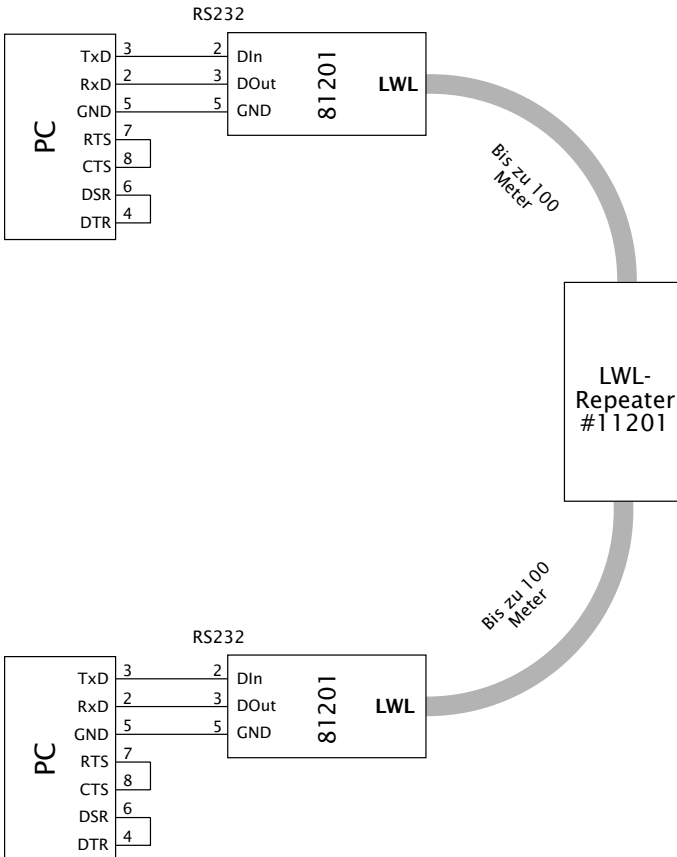 RS232
PC
TxD 3
RxD 2
GND 5
RTS 7
CTS 8
DSR 6
DTR 4
2 DIn
3 DOut
5 GND
81201
LWL
Bis zu 100
Meter
LWL-
Repeater
#11201
Bis zu 100
Meter
RS232
PC
TxD 3
RxD 2
GND 5
RTS 7
CTS 8
DSR 6
DTR 4
2 DIn
3 DOut
5 GND
81201
LWL